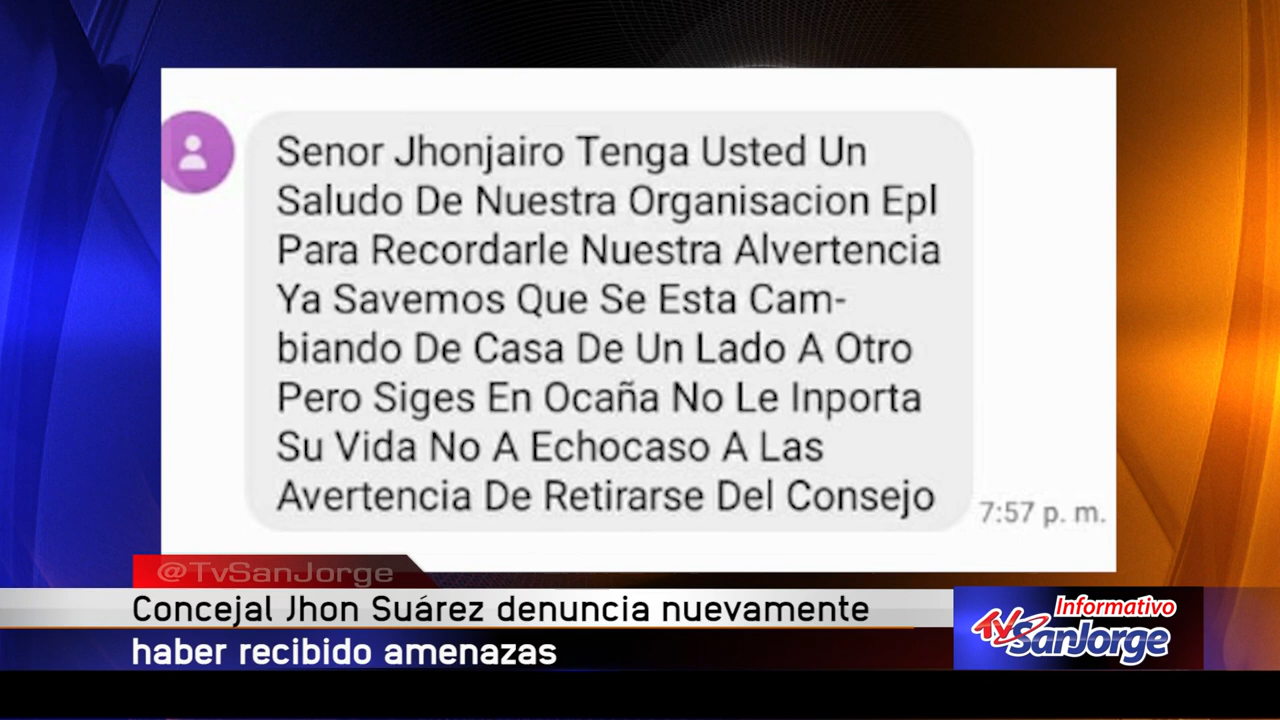 Senor Jhonjairo Tenga Usted Un
Saludo De Nuestra Organisacion Epl
Para Recordarle Nuestra Alvertencia
Ya Savemos Que Se Esta Cam-
biando De Casa De Un Lado A Otro
Pero Siges En Ocaña No Le Inporta
Su Vida No A Echocaso A Las
Avertencia De Retirarse Del Consejo
7:57 p. m.
@TvSanJorge
Concejal Jhon Suárez denuncia nuevamente
haber recibido amenazas
Informativo
TV SanJorge